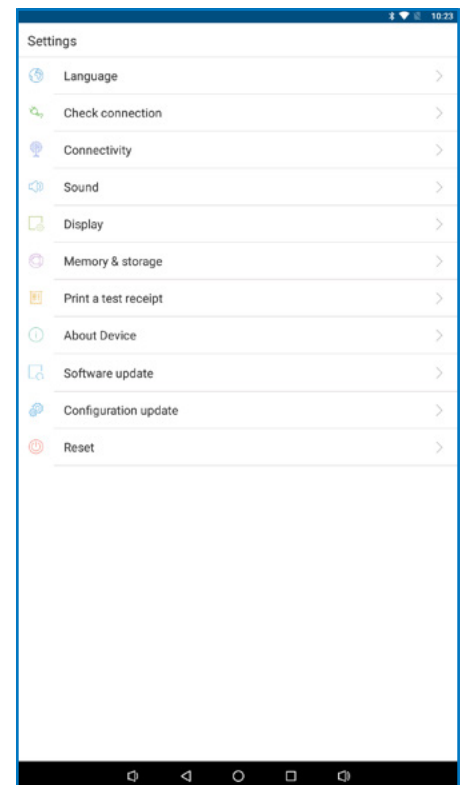 10:23
Settings
Language
Check connection
Connectivity
Sound
Display
Memory & storage
Print a test receipt
About Device
Software update
Configuration update
Reset